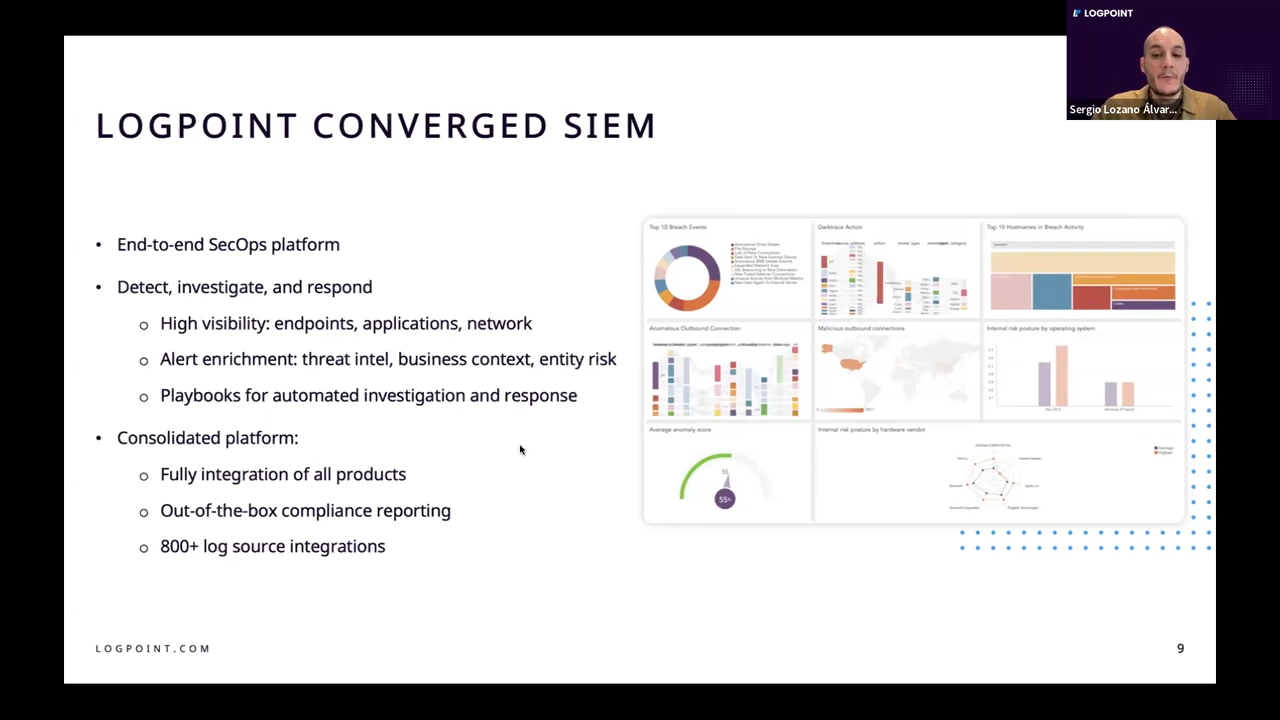 LOGPOINT
Sergio Lozano Álvar...
LOGPOINT CONVERGED SIEM
• End-to-end SecOps platform
• Detect, investigate, and respond
o High visibility: endpoints, applications, network
o Alert enrichment: threat intel, business context, entity risk
o Playbooks for automated investigation and response
• Consolidated platform:
o Fully integration of all products
o Out-of-the-box compliance reporting
o 800+ log source integrations
Top 10 Breach Events
Darktrace Action
Top 10 Hostnames in Breach Activity
Anomalous Outbound Connection
Malicious outbound connections
Internal risk posture by operating system
Average anomaly score
55
55%
Internal risk posture by hardware vendor
Average
Highest
LOGPOINT.COM
9